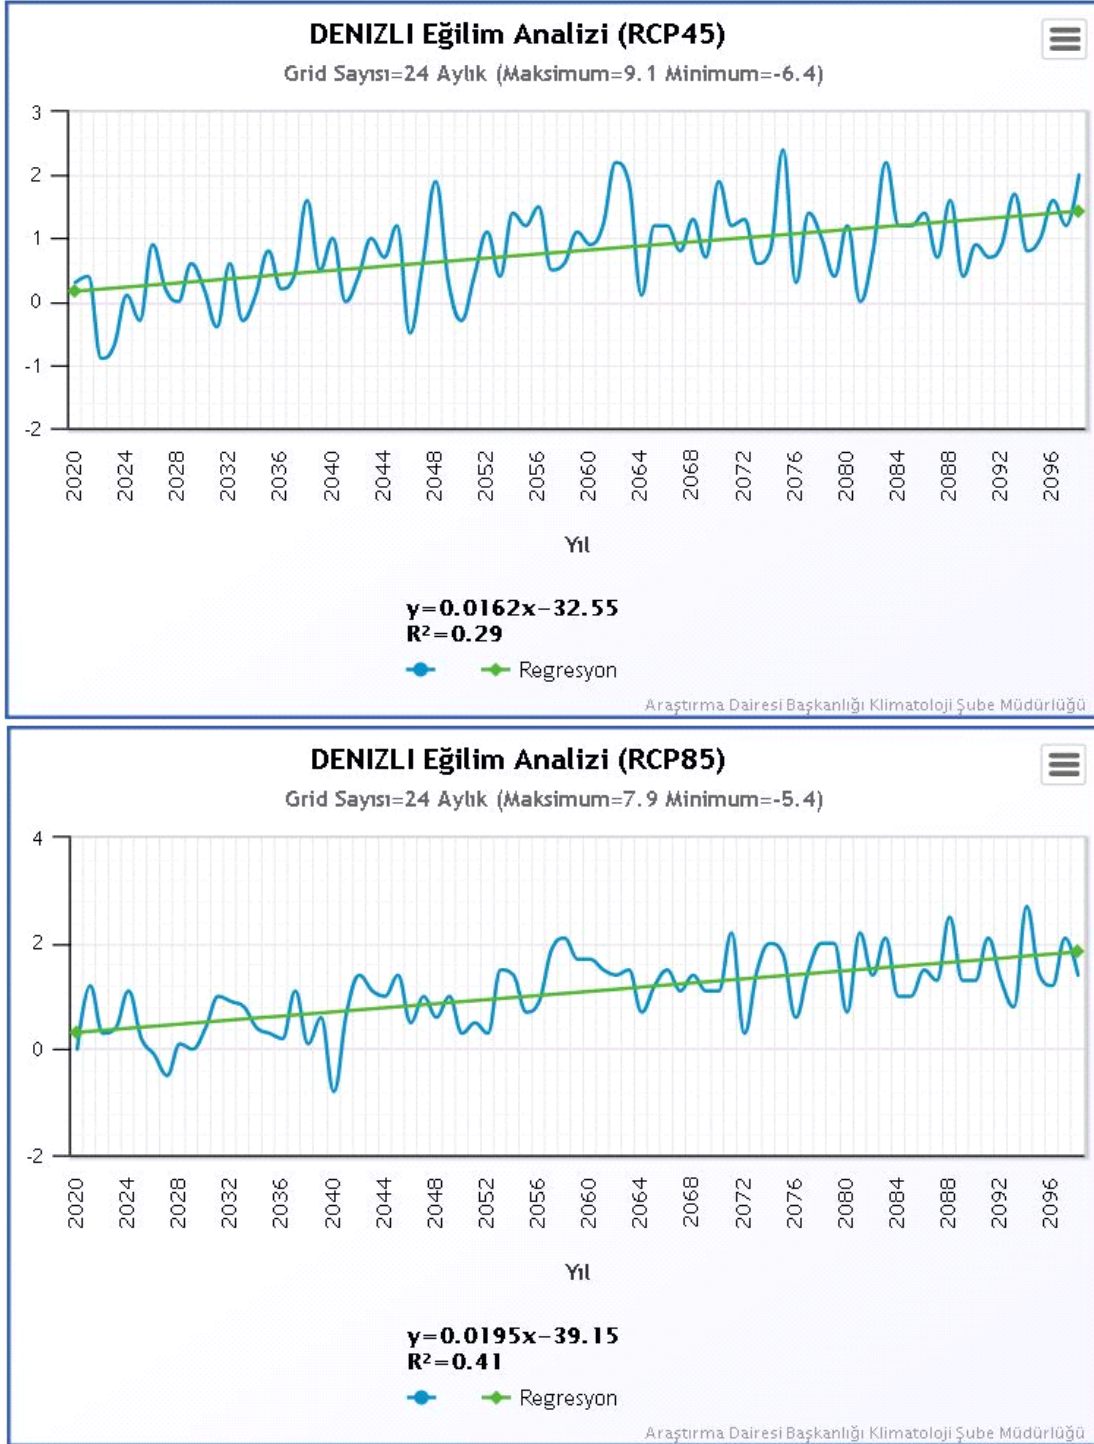 DENIZLI Eğilim Analizi (RCP45)
Grid Sayısı=24 Aylık (Maksimum=9.1 Minimum=-6.4)
3
2
1
0
-1
-2
2020 2024 2028 2032 2036 2040 2044 2048 2052 2056 2060 2064 2068 2072 2076 2080 2084 2088 2092 2096
Yıl
y=0.0162x-32.55
R²=0.29
Regresyon
Araştırma Dairesi Başkanlığı Klimatoloji Şube Müdürlüğü
DENIZLI Eğilim Analizi (RCP85)
Grid Sayısı=24 Aylık (Maksimum=7.9 Minimum=-5.4)
4
2
0
-2
2020 2024 2028 2032 2036 2040 2044 2048 2052 2056 2060 2064 2068 2072 2076 2080 2084 2088 2092 2096
Yıl
y=0.0195x-39.15
R²=0.41
Regresyon
Araştırma Dairesi Başkanlığı Klimatoloji Şube Müdürlüğü